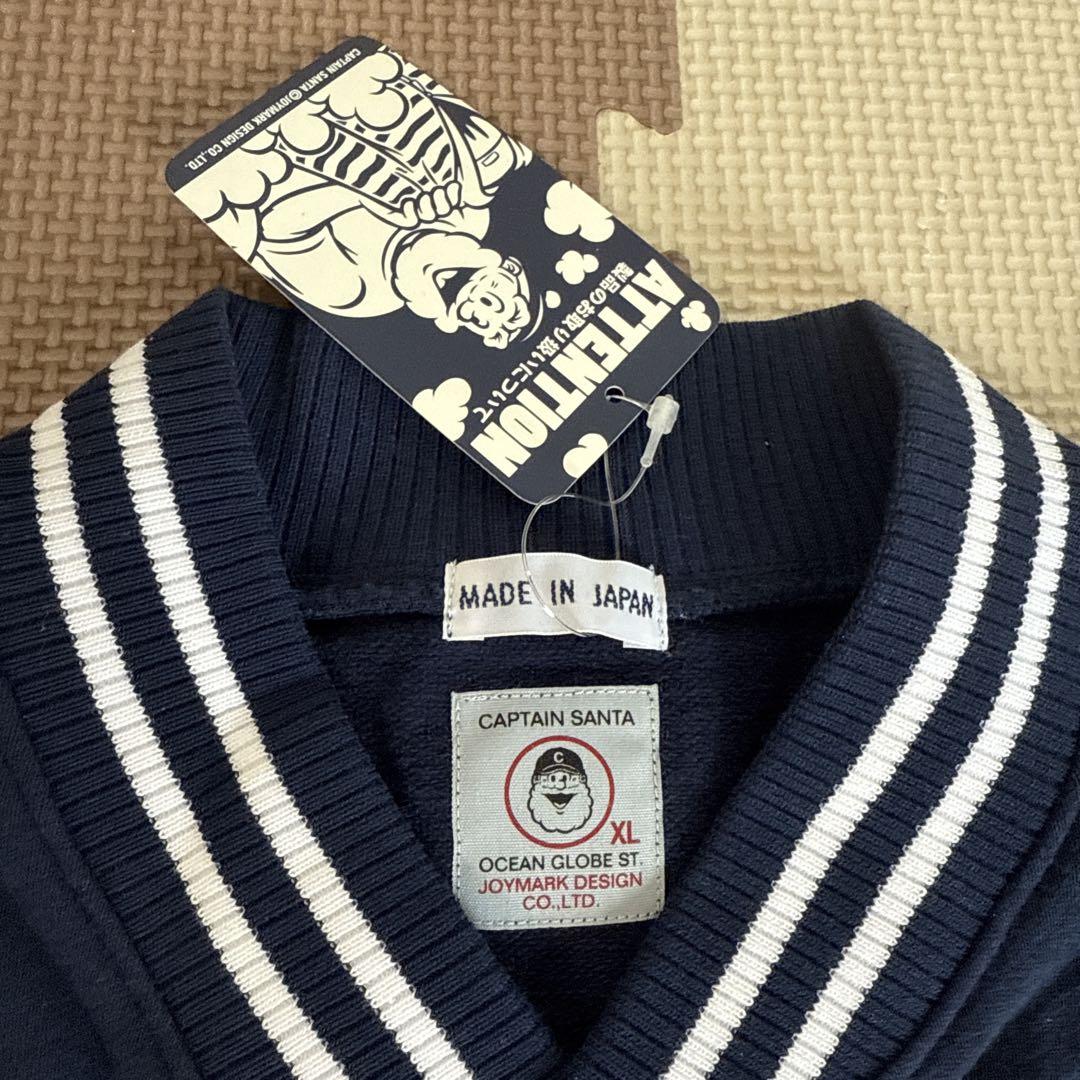 CAPTAIN SANTA @JOYMARK DESIGN CO.,LTD.
ATTENTION
製品のお取り扱いについて
MADE IN JAPAN
CAPTAIN SANTA
C
XL
OCEAN GLOBE ST.
JOYMARK DESIGN
CO.,LTD.